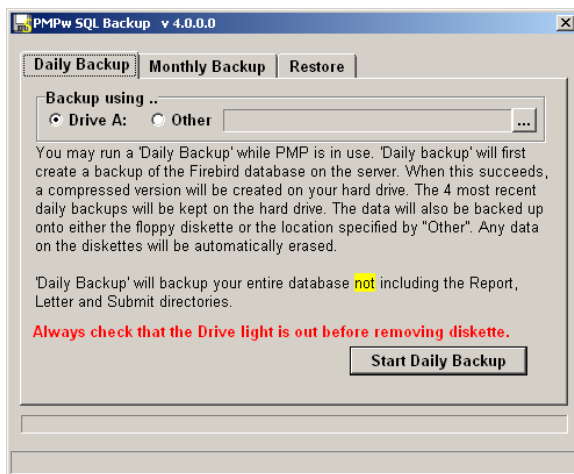 PMPw SQL Backup v 4.0.0.0
Daily Backup Monthly Backup Restore
Backup using ..
Drive A: Other ...
You may run a 'Daily Backup' while PMP is in use. 'Daily backup' will first
create a backup of the Firebird database on the server. When this succeeds,
a compressed version will be created on your hard drive. The 4 most recent
daily backups will be kept on the hard drive. The data will also be backed up
onto either the floppy diskette or the location specified by "Other". Any data
on the diskettes will be automatically erased.
'Daily Backup' will backup your entire database not including the Report,
Letter and Submit directories.
Always check that the Drive light is out before removing diskette.
Start Daily Backup